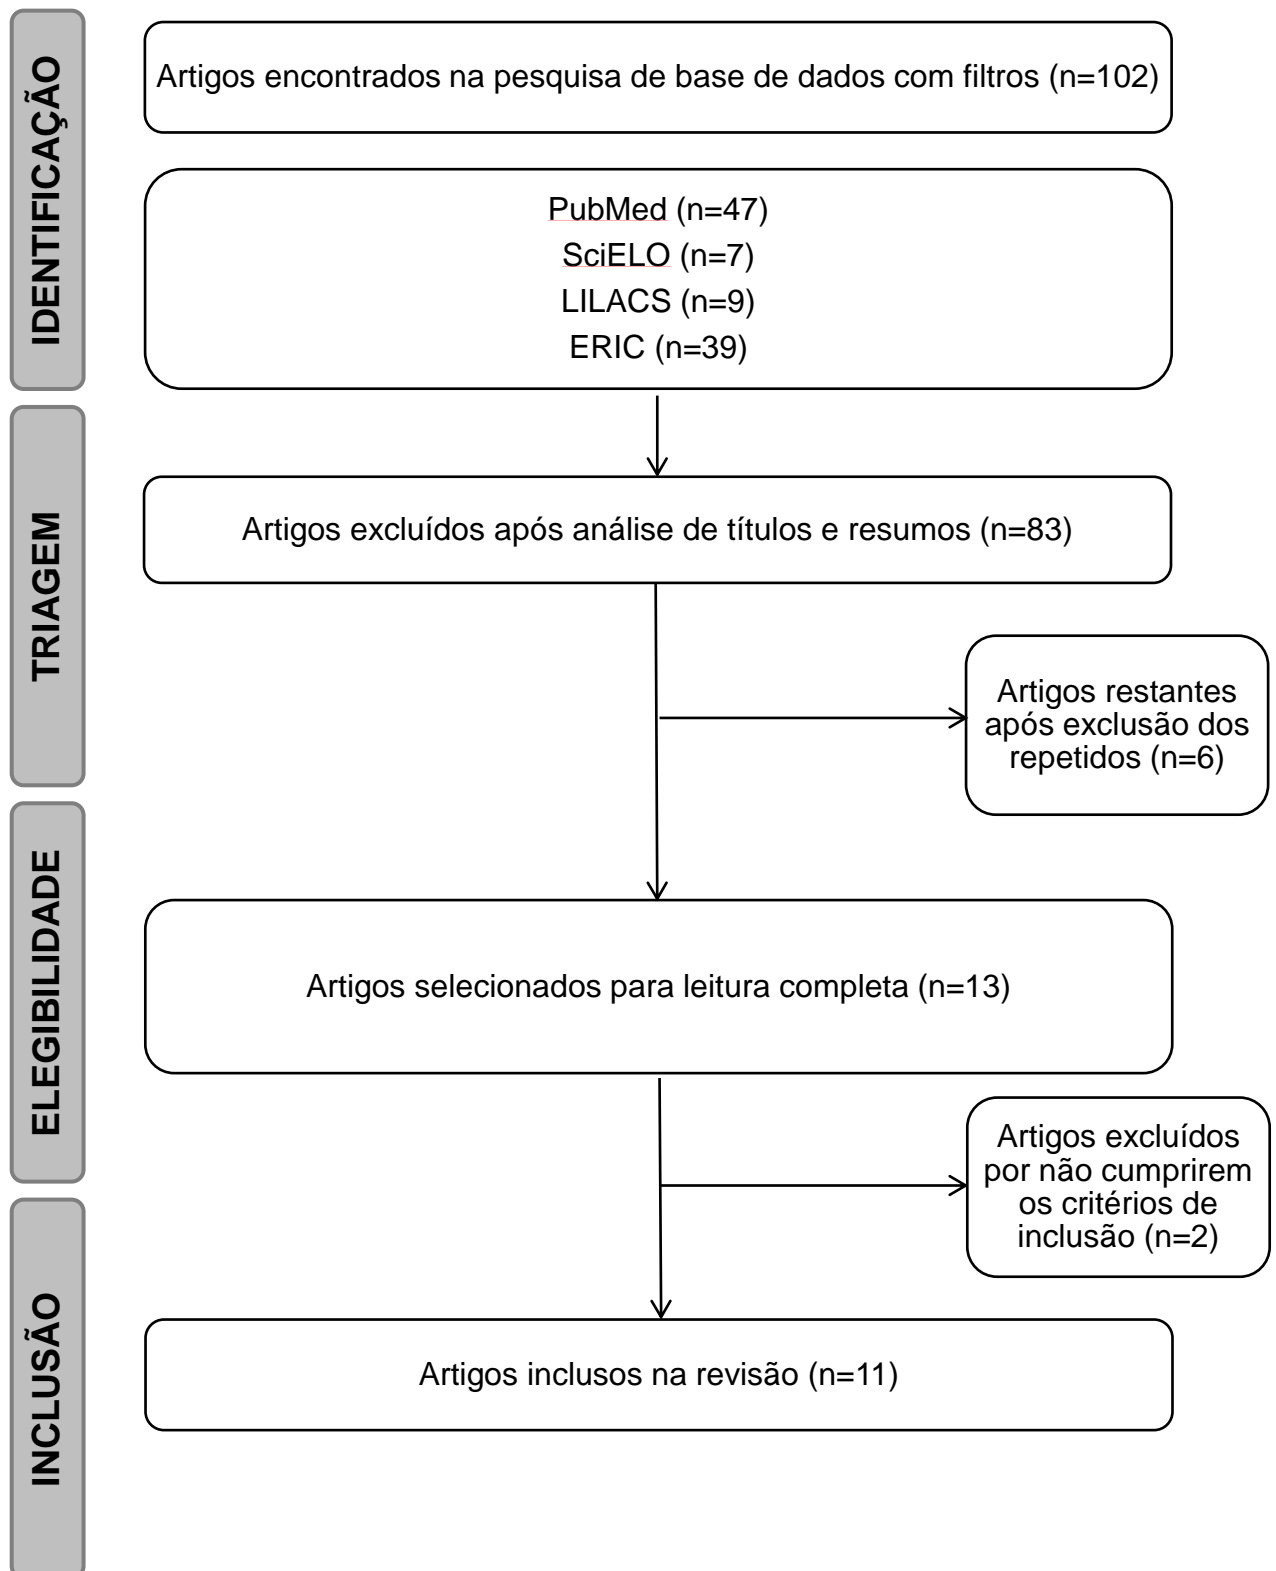 IDENTIFICAÇÃO
Artigos encontrados na pesquisa de base de dados com filtros (n=102)
PubMed (n=47)
SciELO (n=7)
LILACS (n=9)
ERIC (n=39)
TRIAGEM
Artigos excluídos após análise de títulos e resumos (n=83)
Artigos restantes
após exclusão dos
repetidos (n=6)
ELEGIBILIDADE
Artigos selecionados para leitura completa (n=13)
Artigos excluídos
por não cumprirem
os critérios de
inclusão (n=2)
INCLUSÃO
Artigos inclusos na revisão (n=11)